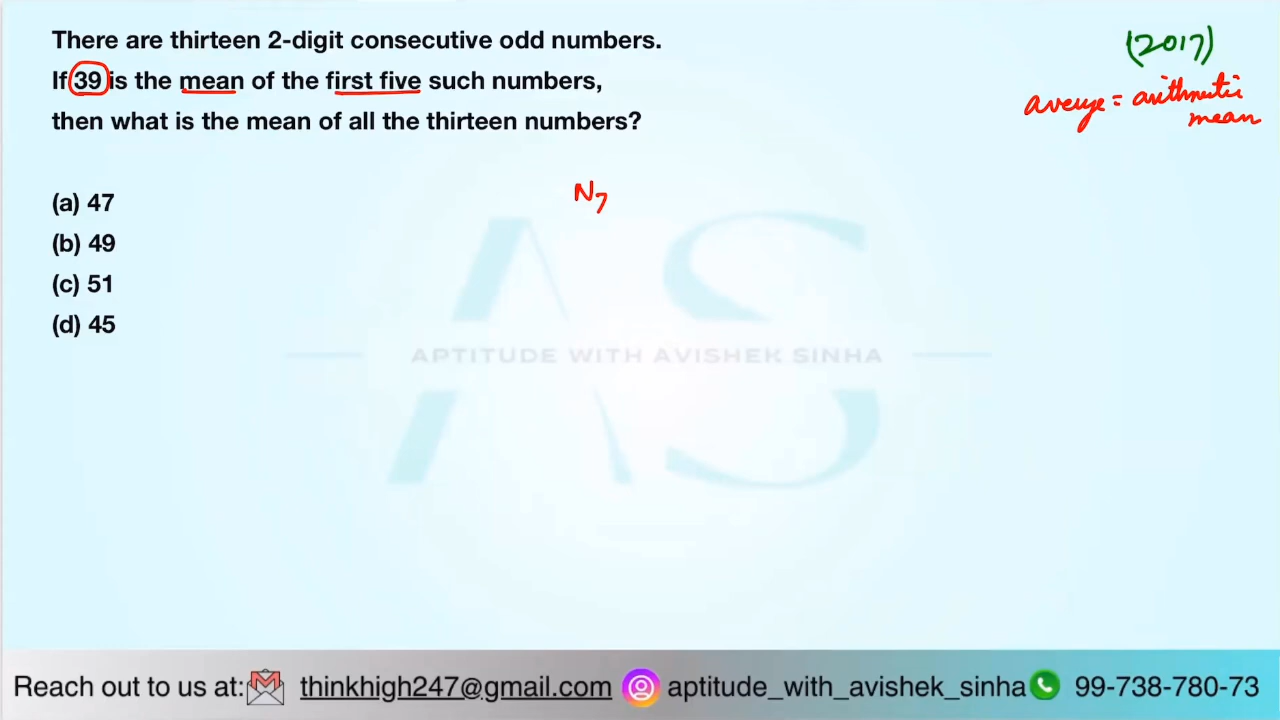 There are thirteen 2-digit consecutive odd numbers.
If 39 is the mean of the first five such numbers,
then what is the mean of all the thirteen numbers?
(2017)
average = arithmetic
mean
(a) 47
(b) 49
(c) 51
(d) 45
N,
APTITUDE WITH AVISHEK SINHA
Reach out to us at: thinkhigh247@gmail.com aptitude_with_avishek_sinha 99-738-780-73